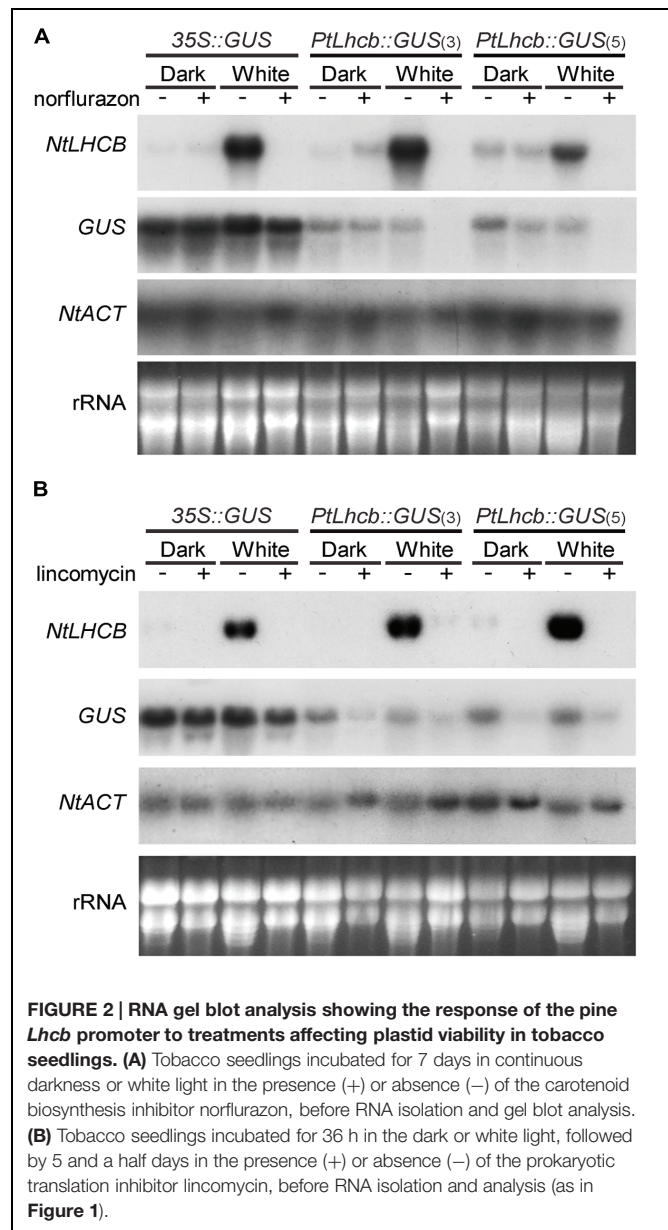 A
35S::GUS PtLhcb::GUS(3) PtLhcb::GUS(5)
Dark White Dark White Dark White
norflurazon - + - + - + - + - + - +
NtLHCB
GUS
NtACT
rRNA
B
35S::GUS PtLhcb::GUS(3) PtLhcb::GUS(5)
Dark White Dark White Dark White
lincomycin - + - + - + - + - + - +
NtLHCB
GUS
NtACT
rRNA
FIGURE 2 | RNA gel blot analysis showing the response of the pine
Lhcb promoter to treatments affecting plastid viability in tobacco
seedlings. (A) Tobacco seedlings incubated for 7 days in continuous
darkness or white light in the presence (+) or absence (−) of the carotenoid
biosynthesis inhibitor norflurazon, before RNA isolation and gel blot analysis.
(B) Tobacco seedlings incubated for 36 h in the dark or white light, followed
by 5 and a half days in the presence (+) or absence (−) of the prokaryotic
translation inhibitor lincomycin, before RNA isolation and analysis (as in
Figure 1).